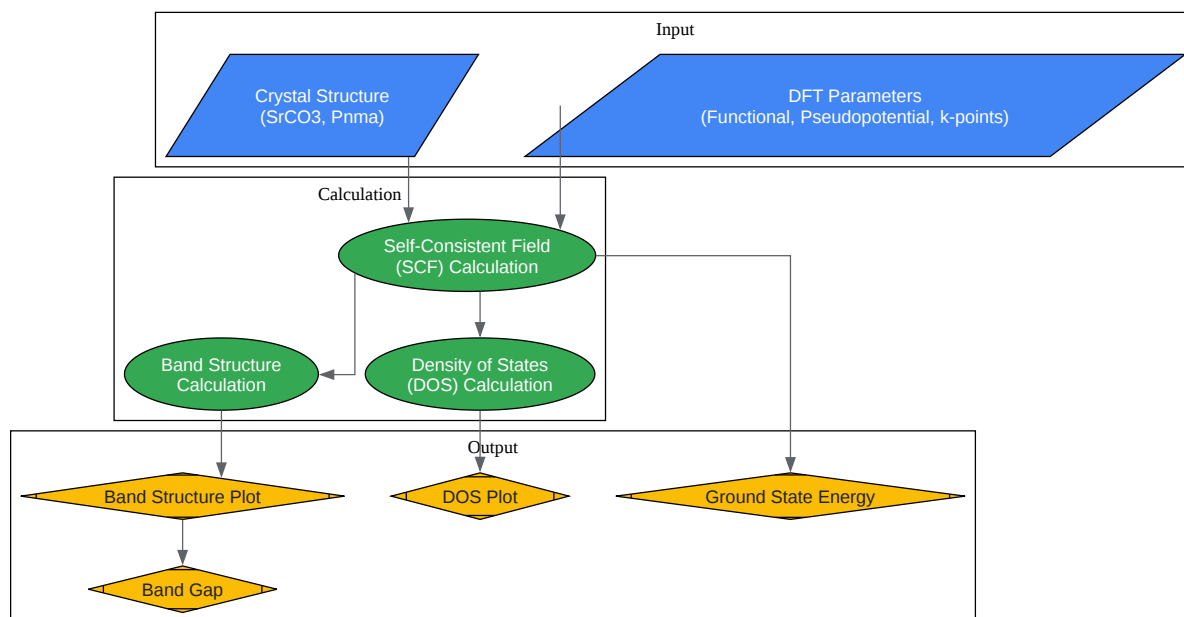 Input
Crystal Structure
(SrCO3, Pnma)
DFT Parameters
(Functional, Pseudopotential, k-points)
Calculation
Self-Consistent Field
(SCF) Calculation
Band Structure
Calculation
Density of States
(DOS) Calculation
Output
Band Structure Plot
DOS Plot
Ground State Energy
Band Gap